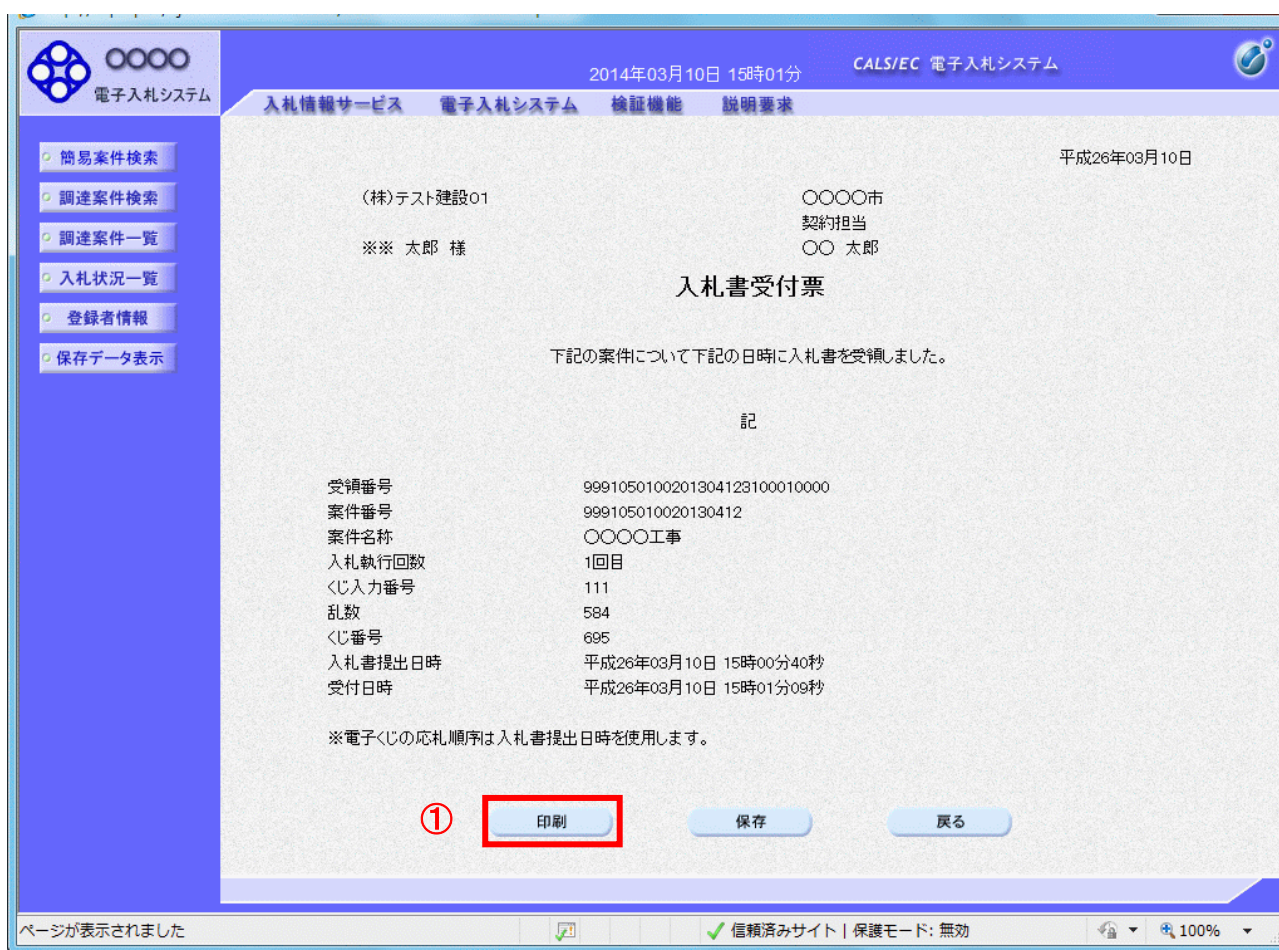 〇〇〇〇
電子入札システム
2014年03月10日 15時01分
CALS/EC 電子入札システム
入札情報サービス 電子入札システム 検証機能 説明要求
簡易案件検索
調達案件検索
調達案件一覧
入札状況一覧
登録者情報
保存データ表示
平成26年03月10日
(株)テスト建設01
〇〇〇〇市
契約担当
※※ 太郎 様
〇〇 太郎
入札書受付票
下記の案件について下記の日時に入札書を受領しました。
記
受領番号 9991050100201304123100010000
案件番号 999105010020130412
案件名称 〇〇〇〇工事
入札執行回数 1回目
くじ入力番号 111
乱数 584
くじ番号 695
入札書提出日時 平成26年03月10日 15時00分40秒
受付日時 平成26年03月10日 15時01分09秒
※電子くじの応札順序は入札書提出日時を使用します。
① 印刷 保存 戻る
ページが表示されました
信頼済みサイト | 保護モード: 無効
100%